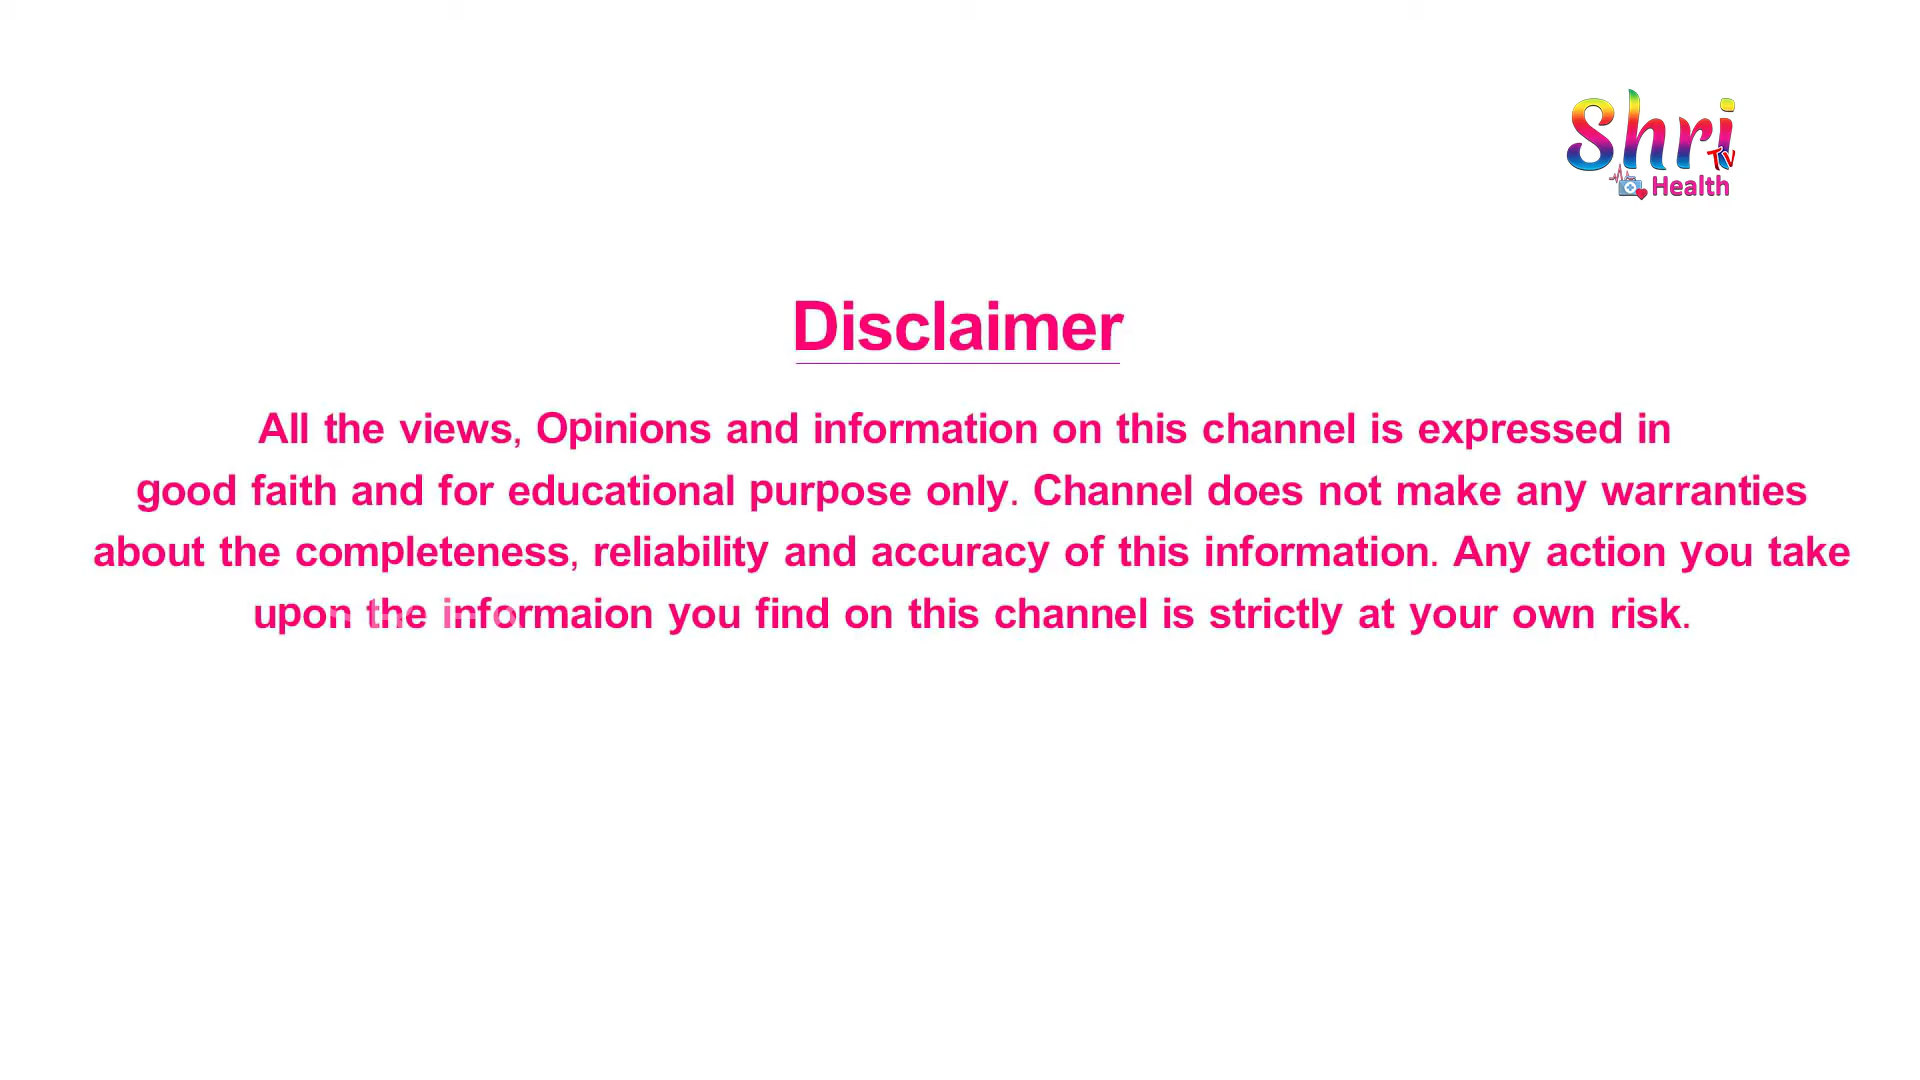 Shri
TV
Health
Disclaimer
All the views, Opinions and information on this channel is expressed in
good faith and for educational purpose only. Channel does not make any warranties
about the completeness, reliability and accuracy of this information. Any action you take
upon the informaion you find on this channel is strictly at your own risk.